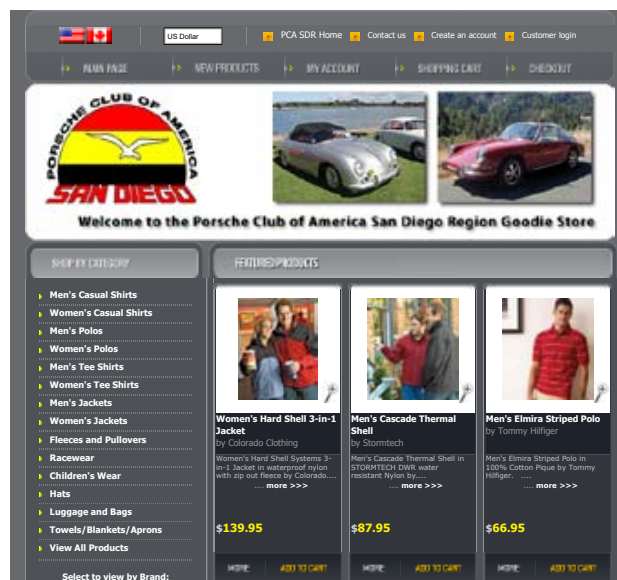 US Dollar
PCA SDR Home
Contact us
Create an account
Customer login
MAIN PAGE
NEW PRODUCTS
MY ACCOUNT
SHOPPING CART
CHECKOUT
PORSCHE CLUB OF AMERICA
SAN DIEGO
Welcome to the Porsche Club of America San Diego Region Goodie Store
SHOP BY CATEGORY
FEATURED PRODUCTS
Men's Casual Shirts
Women's Casual Shirts
Men's Polos
Women's Polos
Men's Tee Shirts
Women's Tee Shirts
Men's Jackets
Women's Jackets
Fleeces and Pullovers
Racewear
Children's Wear
Hats
Luggage and Bags
Towels/Blankets/Aprons
View All Products
Select to view by Brand:
Women's Hard Shell 3-in-1
Jacket
by Colorado Clothing
Women's Hard Shell Systems 3-
in-1 Jacket in waterproof nylon
with zip out fleece by Colorado....
.... more >>>
$139.95
MORE
ADD TO CART
Men's Cascade Thermal
Shell
by Stormtech
Men's Cascade Thermal Shell in
STORMTECH DWR water
resistant Nylon by....
.... more >>>
$87.95
MORE
ADD TO CART
Men's Elmira Striped Polo
by Tommy Hilfiger
Men's Elmira Striped Polo in
100% Cotton Pique by Tommy
Hilfiger. ....
.... more >>>
$66.95
MORE
ADD TO CART